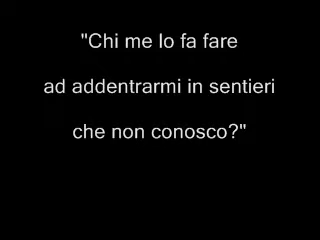 "Chi me lo fa fare
ad addentrarmi in sentieri
che non conosco?"